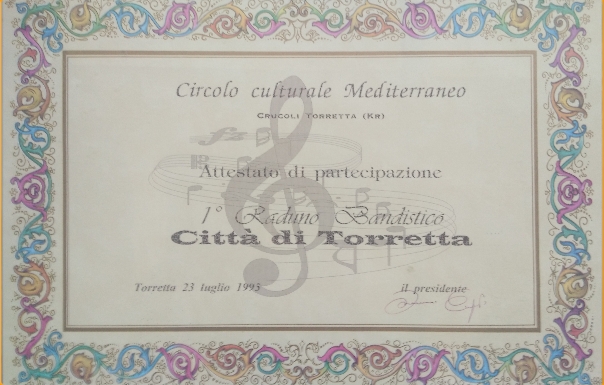 Circolo culturale Mediterraneo
Crucoli Torretta (Kr)
Attestato di partecipazione
1° Raduno Bandistico
Città di Torretta
Torretta 23 luglio 1995
il presidente